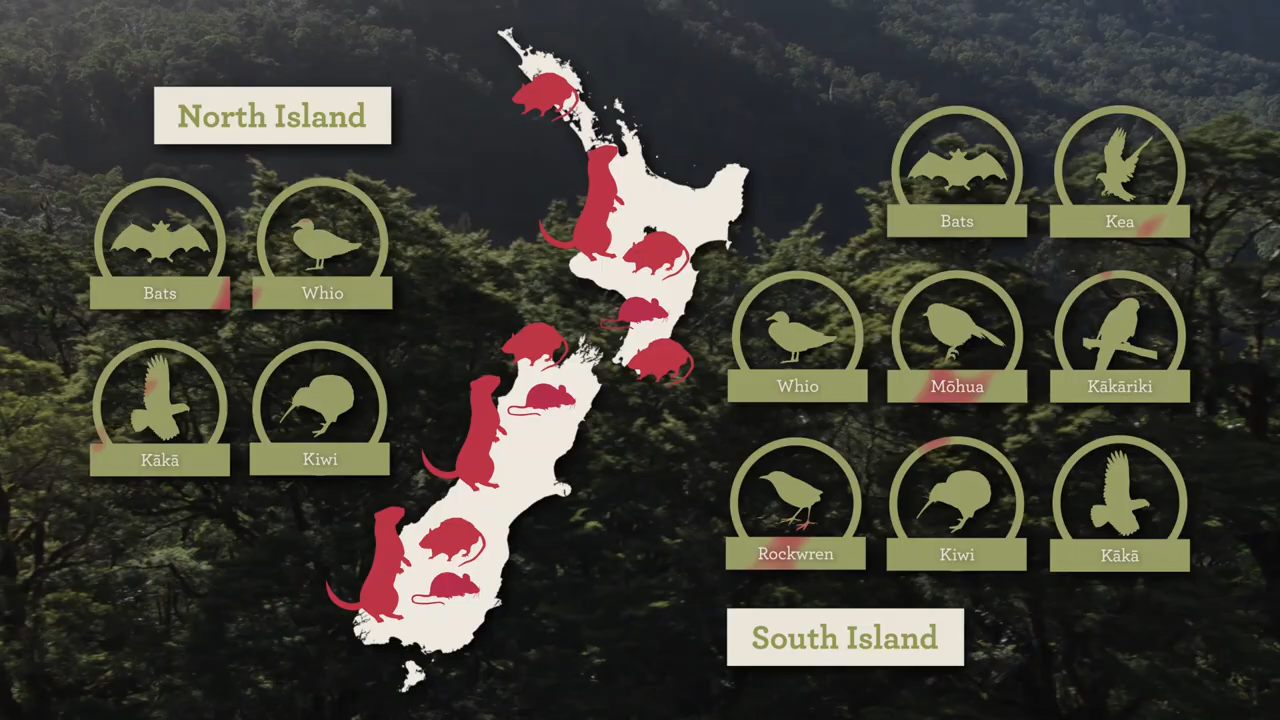 North Island
Bats
Whio
Kākā
Kiwi
Bats
Kea
Whio
Mōhua
Kākāriki
Rockwren
Kiwi
Kākā
South Island